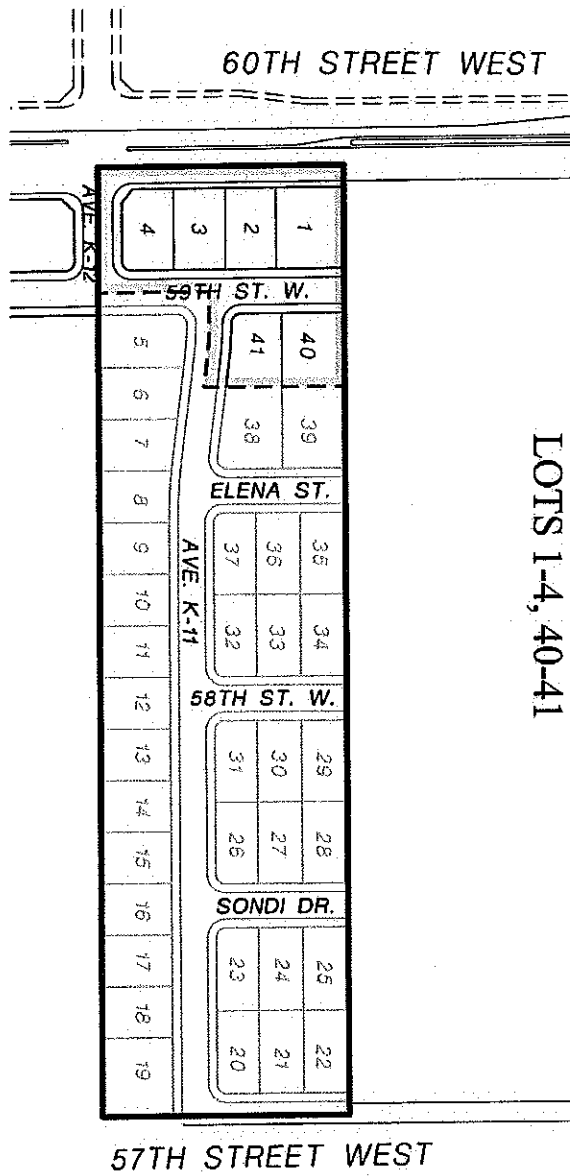 60TH STREET WEST
AVE. K-12
4 3 2 1
59TH ST. W.
5
41 40
6
38 39
7
ELENA ST.
8
LOTS 1-4, 40-41
9
37 36 35
AVE. K-11
10
32 33 34
11
58TH ST. W.
12
13
31 30 29
14
26 27 28
15
SONDI DR.
16
17
23 24 25
18
20 21 22
19
57TH STREET WEST